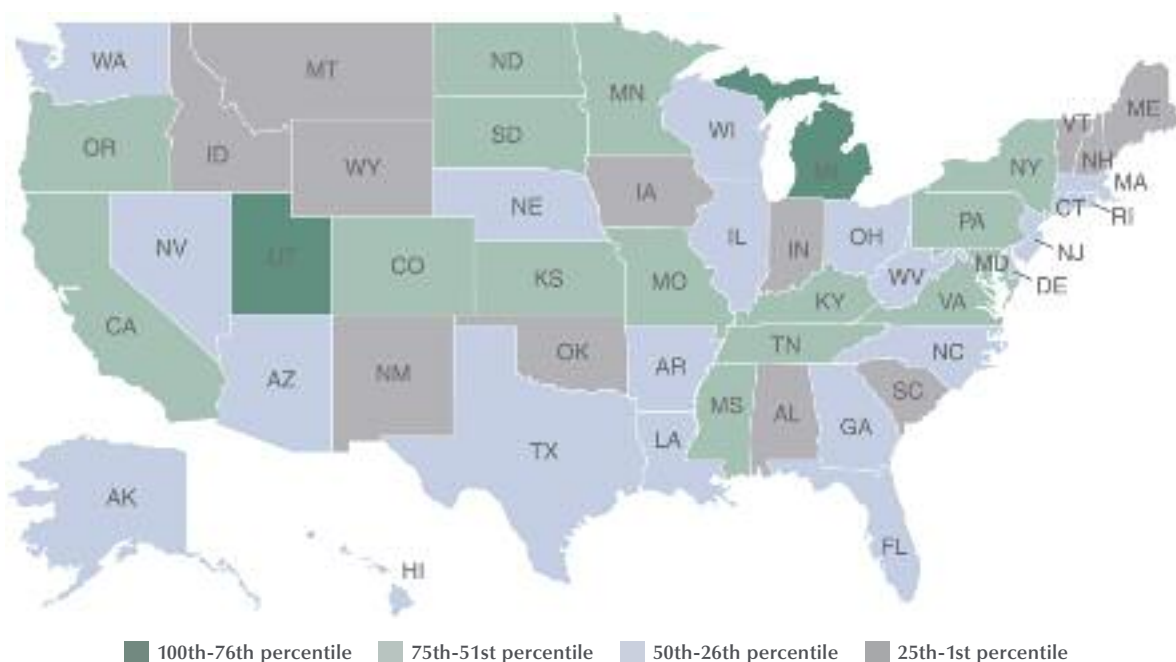 WA
MT
ND
MN
OR
ID
SD
WY
WI
MI
ME
VT
NH
NY
MA
CT
RI
NV
UT
NE
IA
IL
IN
OH
PA
NJ
CO
KS
MO
KY
WV
MD
DE
VA
CA
AZ
NM
OK
AR
TN
NC
SC
MS
AL
GA
TX
LA
AK
HI
FL
100th-76th percentile 75th-51st percentile 50th-26th percentile 25th-1st percentile